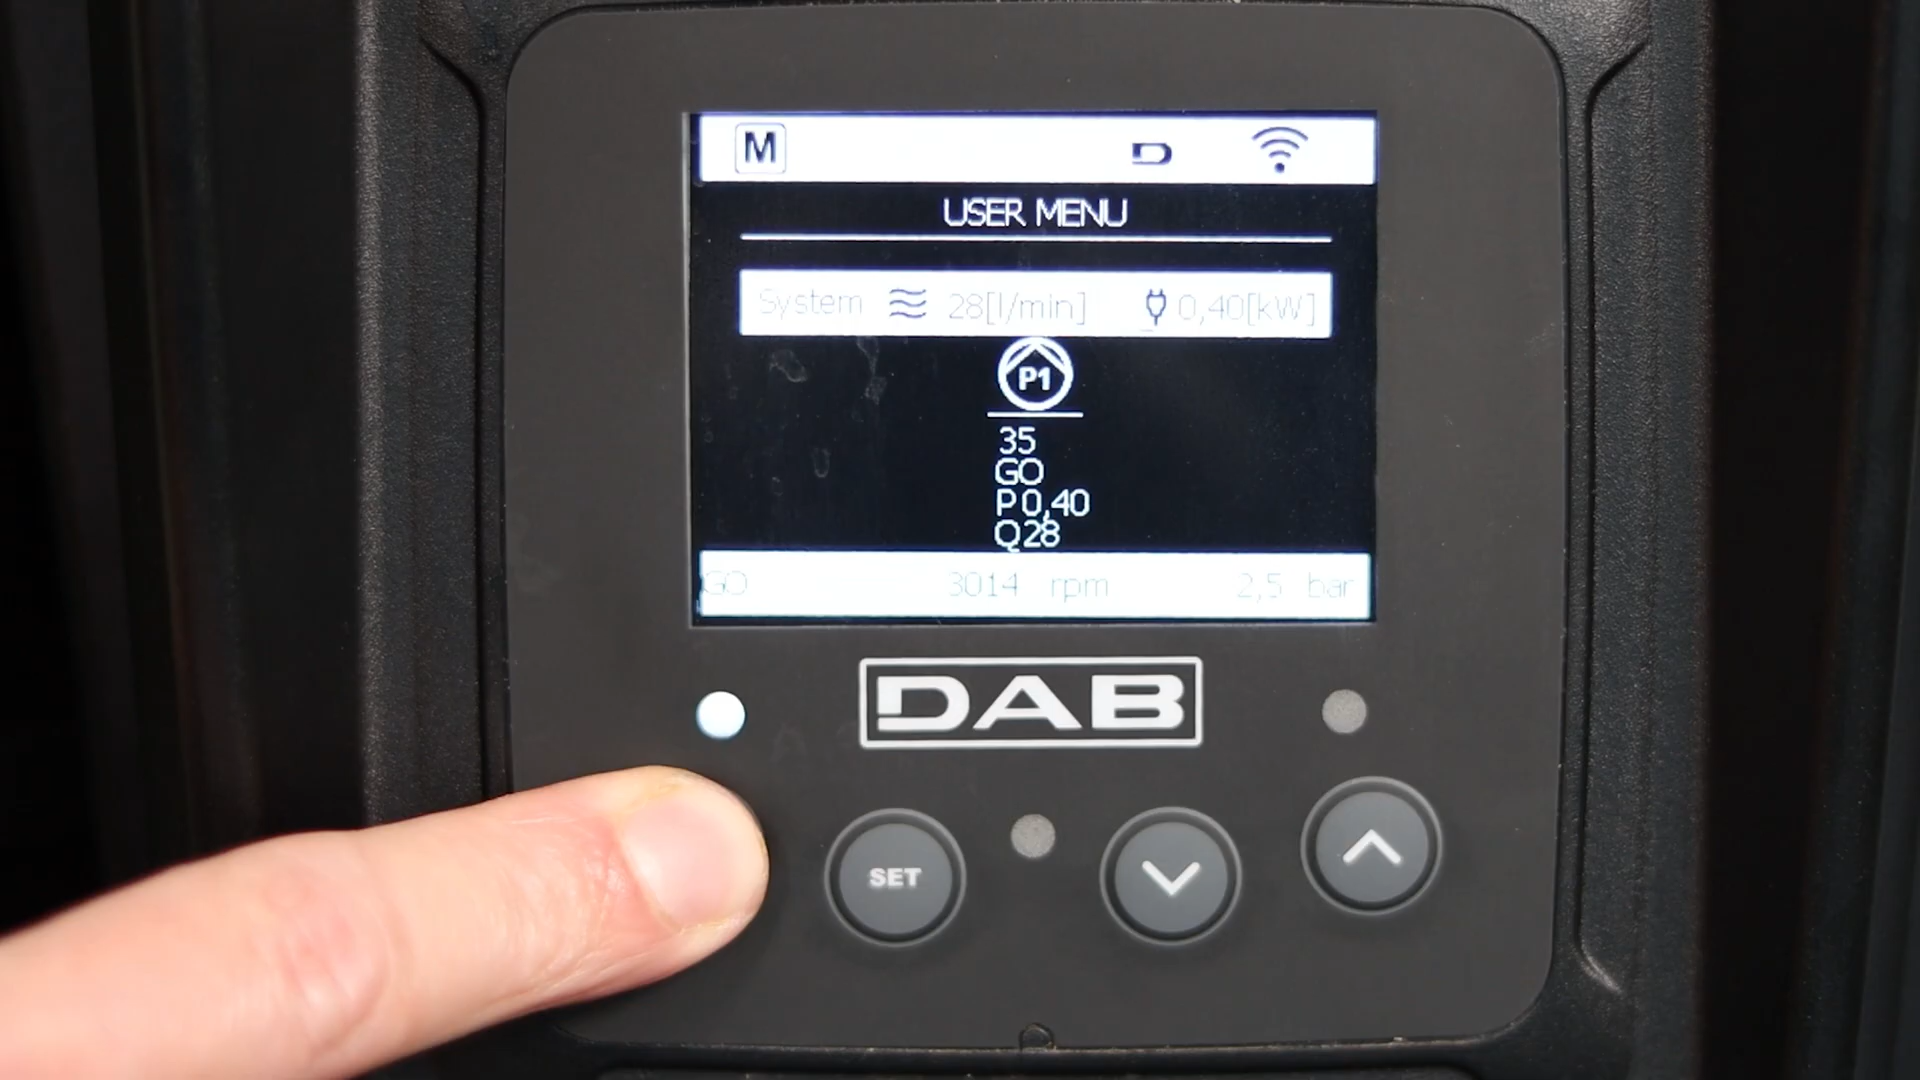 M
USER MENU
System 28[l/min] 0,40[kW]
P1
35
GO
P0,40
Q28
GO 3014 rpm 2,5 bar
DAB
SET